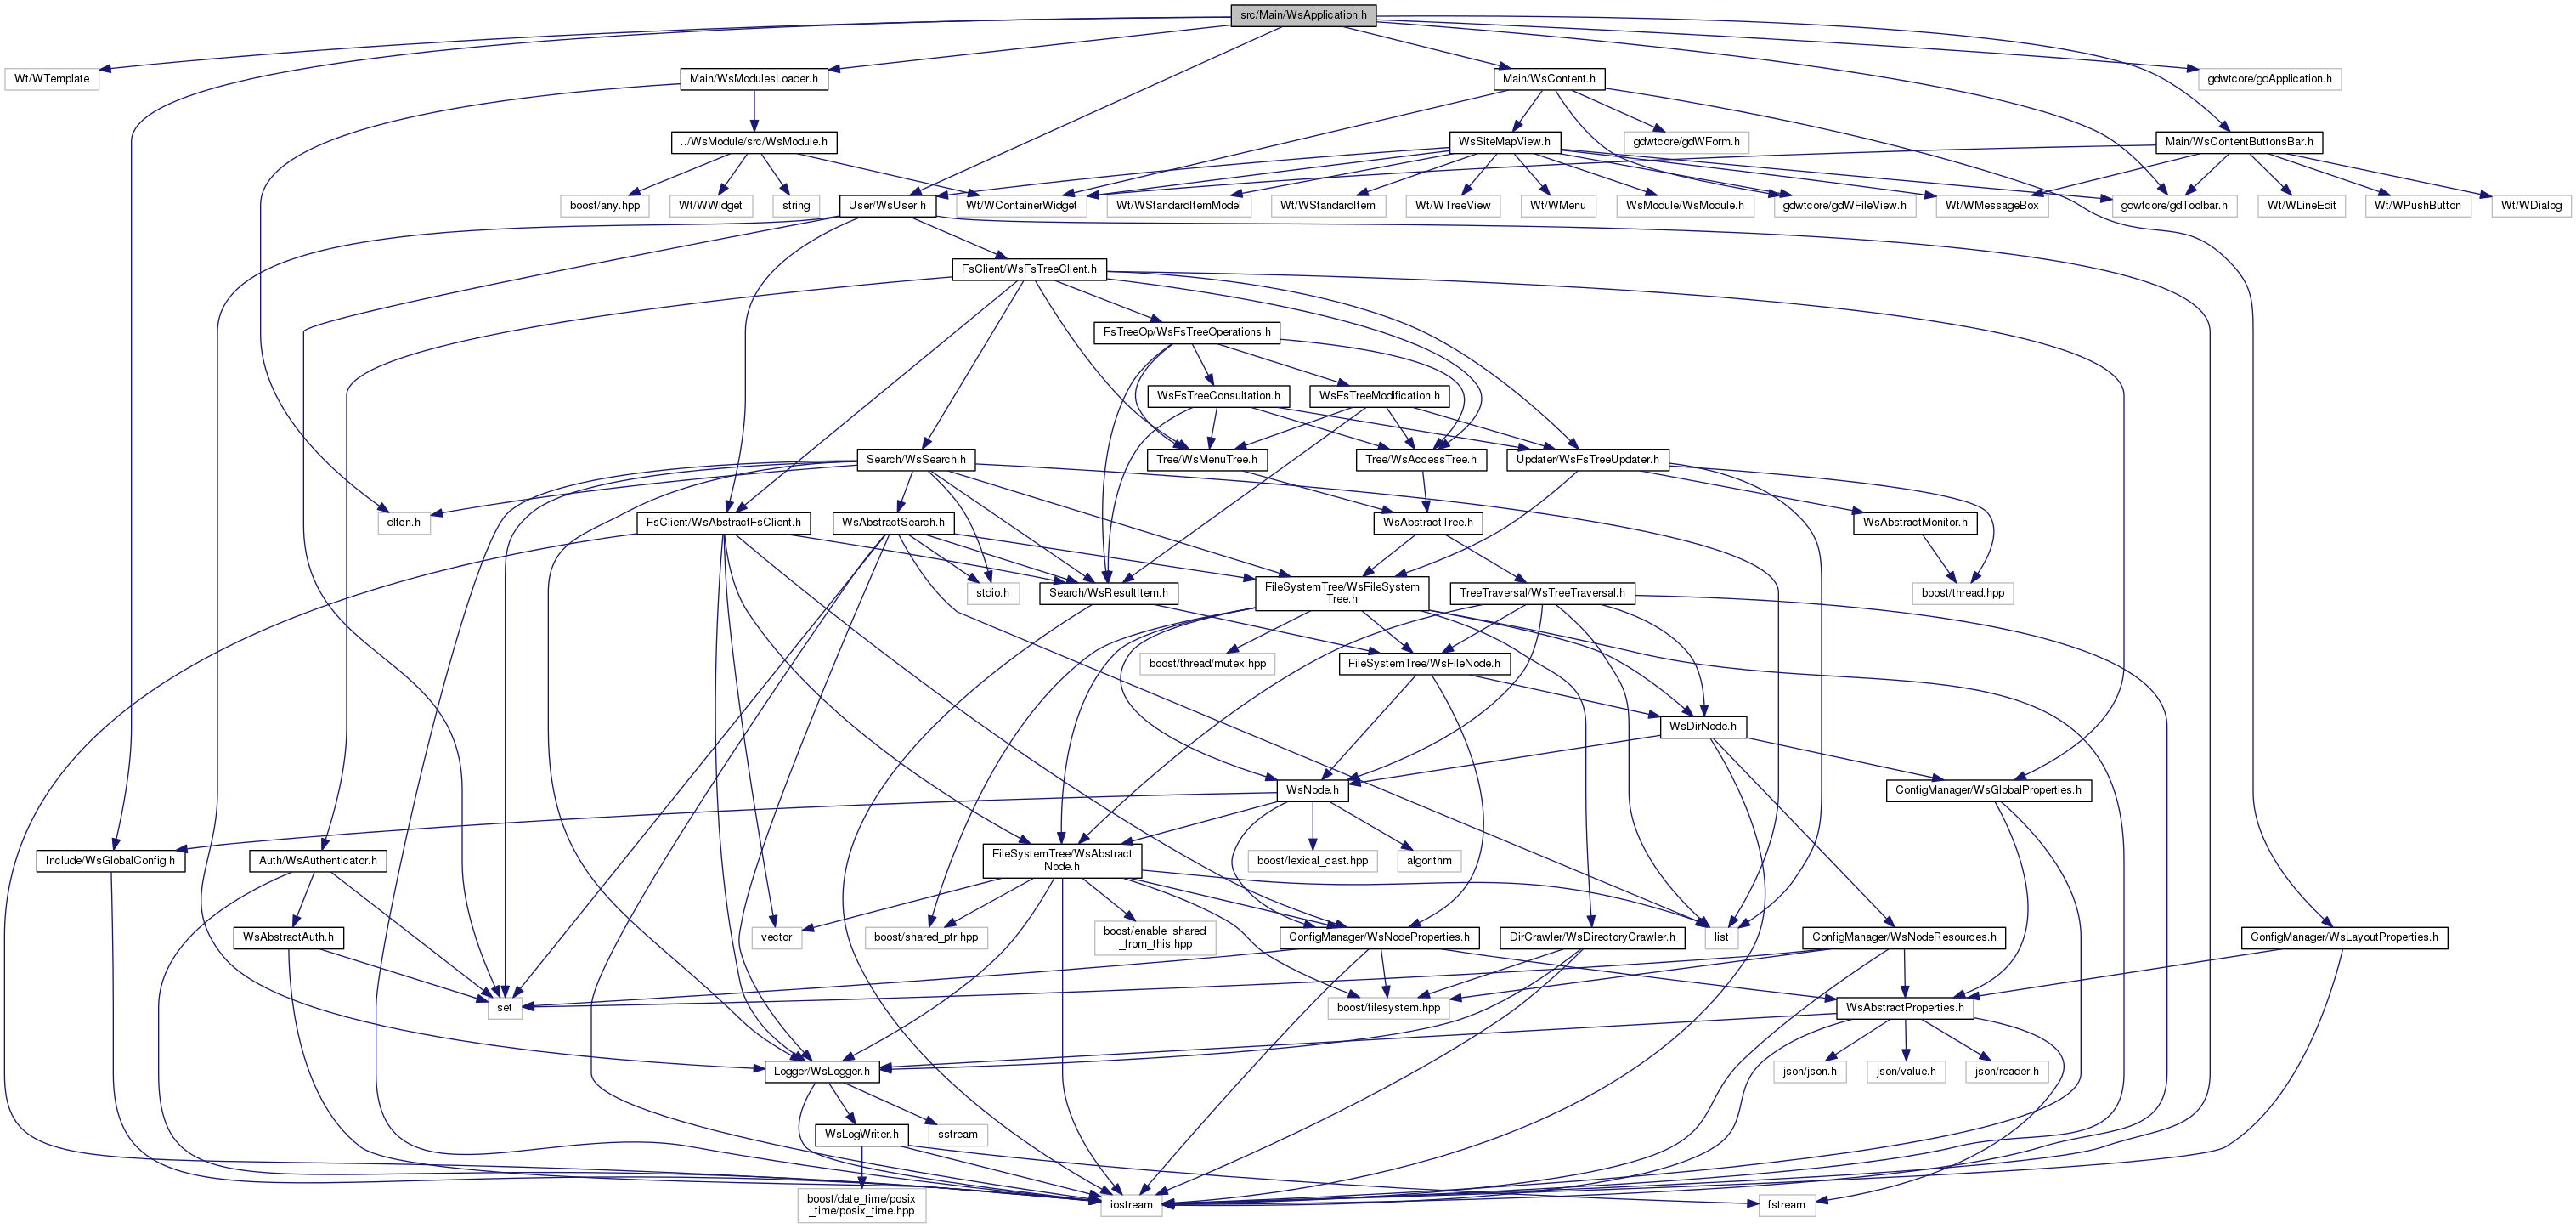 src/Main/WsApplication.h
Wt/WTemplate
Main/WsModulesLoader.h
Main/WsContent.h
gdwtcore/gdApplication.h
../WsModule/src/WsModule.h
WsSiteMapView.h
gdwtcore/gdWForm.h
Main/WsContentButtonsBar.h
boost/any.hpp
Wt/WWidget
string
User/WsUser.h
Wt/WContainerWidget
Wt/WStandardItemModel
Wt/WStandardItem
Wt/WTreeView
Wt/WMenu
WsModule/WsModule.h
gdwtcore/gdWFileView.h
Wt/WMessageBox
gdwtcore/gdToolbar.h
Wt/WLineEdit
Wt/WPushButton
Wt/WDialog
FsClient/WsFsTreeClient.h
FsTreeOp/WsFsTreeOperations.h
WsFsTreeConsultation.h
WsFsTreeModification.h
Search/WsSearch.h
Tree/WsMenuTree.h
Tree/WsAccessTree.h
Updater/WsFsTreeUpdater.h
dlfcn.h
FsClient/WsAbstractFsClient.h
WsAbstractSearch.h
WsAbstractTree.h
WsAbstractMonitor.h
stdio.h
Search/WsResultItem.h
FileSystemTree/WsFileSystem
Tree.h
TreeTraversal/WsTreeTraversal.h
boost/thread.hpp
boost/thread/mutex.hpp
FileSystemTree/WsFileNode.h
WsDirNode.h
WsNode.h
ConfigManager/WsGlobalProperties.h
Include/WsGlobalConfig.h
Auth/WsAuthenticator.h
FileSystemTree/WsAbstract
Node.h
boost/lexical_cast.hpp
algorithm
WsAbstractAuth.h
vector
boost/shared_ptr.hpp
boost/enable_shared
_from_this.hpp
ConfigManager/WsNodeProperties.h
DirCrawler/WsDirectoryCrawler.h
list
ConfigManager/WsNodeResources.h
ConfigManager/WsLayoutProperties.h
set
boost/filesystem.hpp
WsAbstractProperties.h
Logger/WsLogger.h
json/json.h
json/value.h
json/reader.h
WsLogWriter.h
sstream
boost/date_time/posix
_time/posix_time.hpp
iostream
fstream